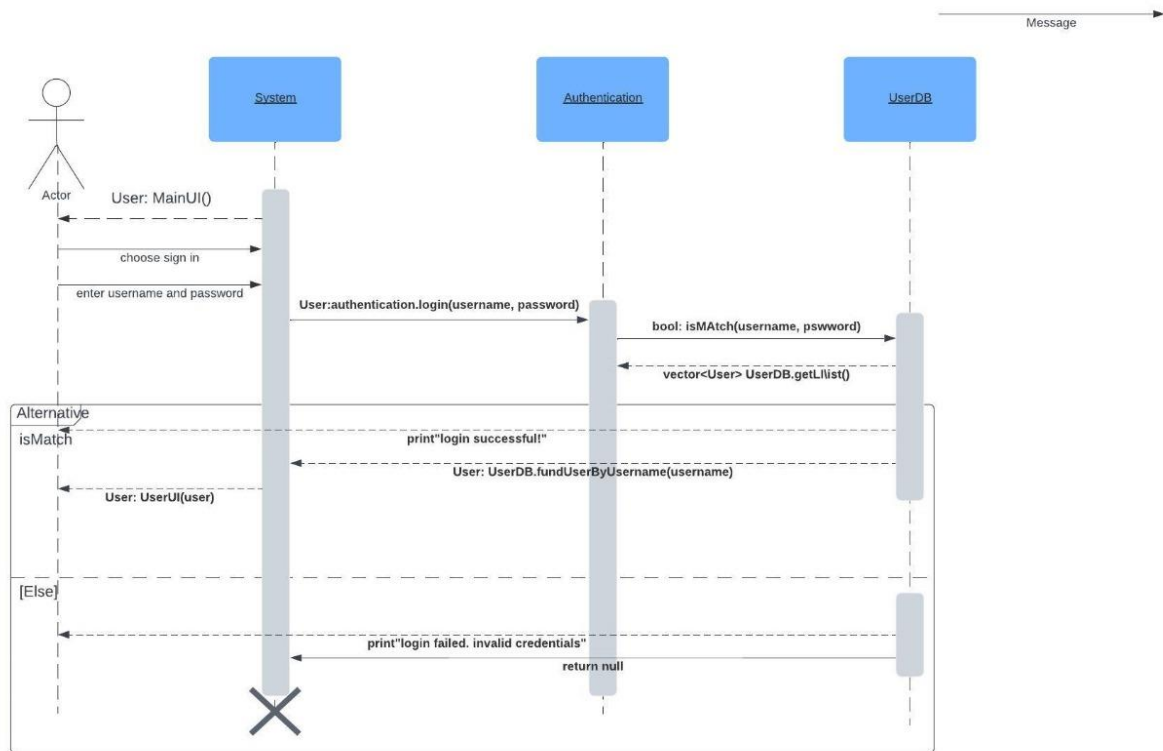 Message
System
Authentication
UserDB
Actor
User: MainUI()
choose sign in
enter username and password
User:authentication.login(username, password)
bool: isMAtch(username, pswword)
vector<User> UserDB.getLI\ist()
Alternative
isMatch
print"login successful!"
User: UserDB.fundUserByUsername(username)
User: UserUI(user)
[Else]
print"login failed. invalid credentials"
return null